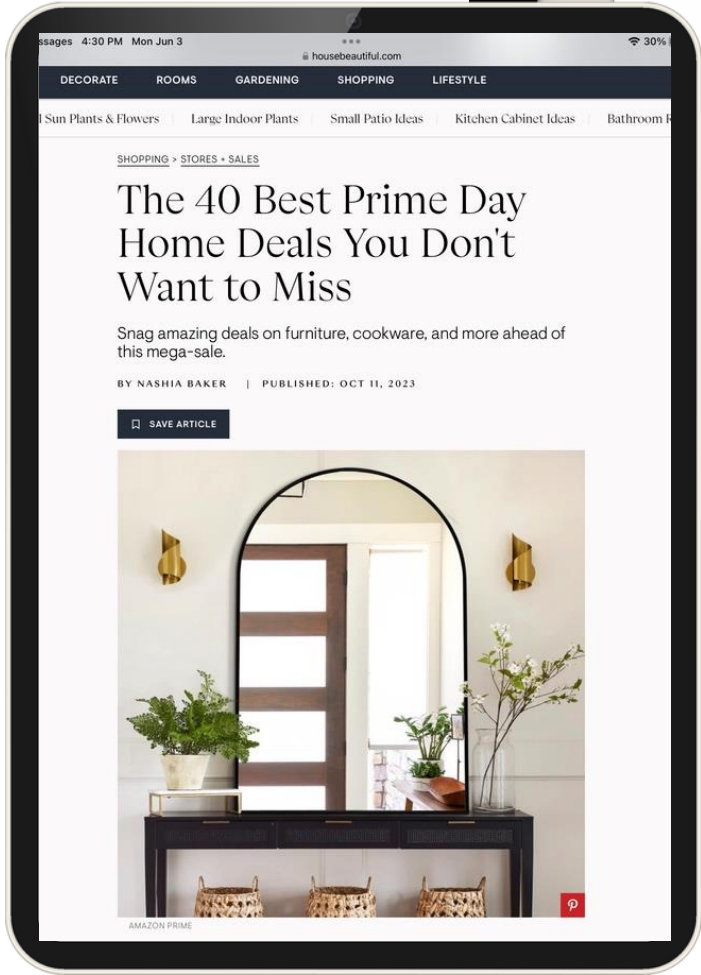 ssages 4:30 PM Mon Jun 3
30%
housebeautiful.com
DECORATE ROOMS GARDENING SHOPPING LIFESTYLE
l Sun Plants & Flowers Large Indoor Plants Small Patio Ideas Kitchen Cabinet Ideas Bathroom R
SHOPPING > STORES + SALES
The 40 Best Prime Day
Home Deals You Don't
Want to Miss
Snag amazing deals on furniture, cookware, and more ahead of
this mega-sale.
BY NASHIA BAKER | PUBLISHED: OCT 11, 2023
SAVE ARTICLE
AMAZON PRIME